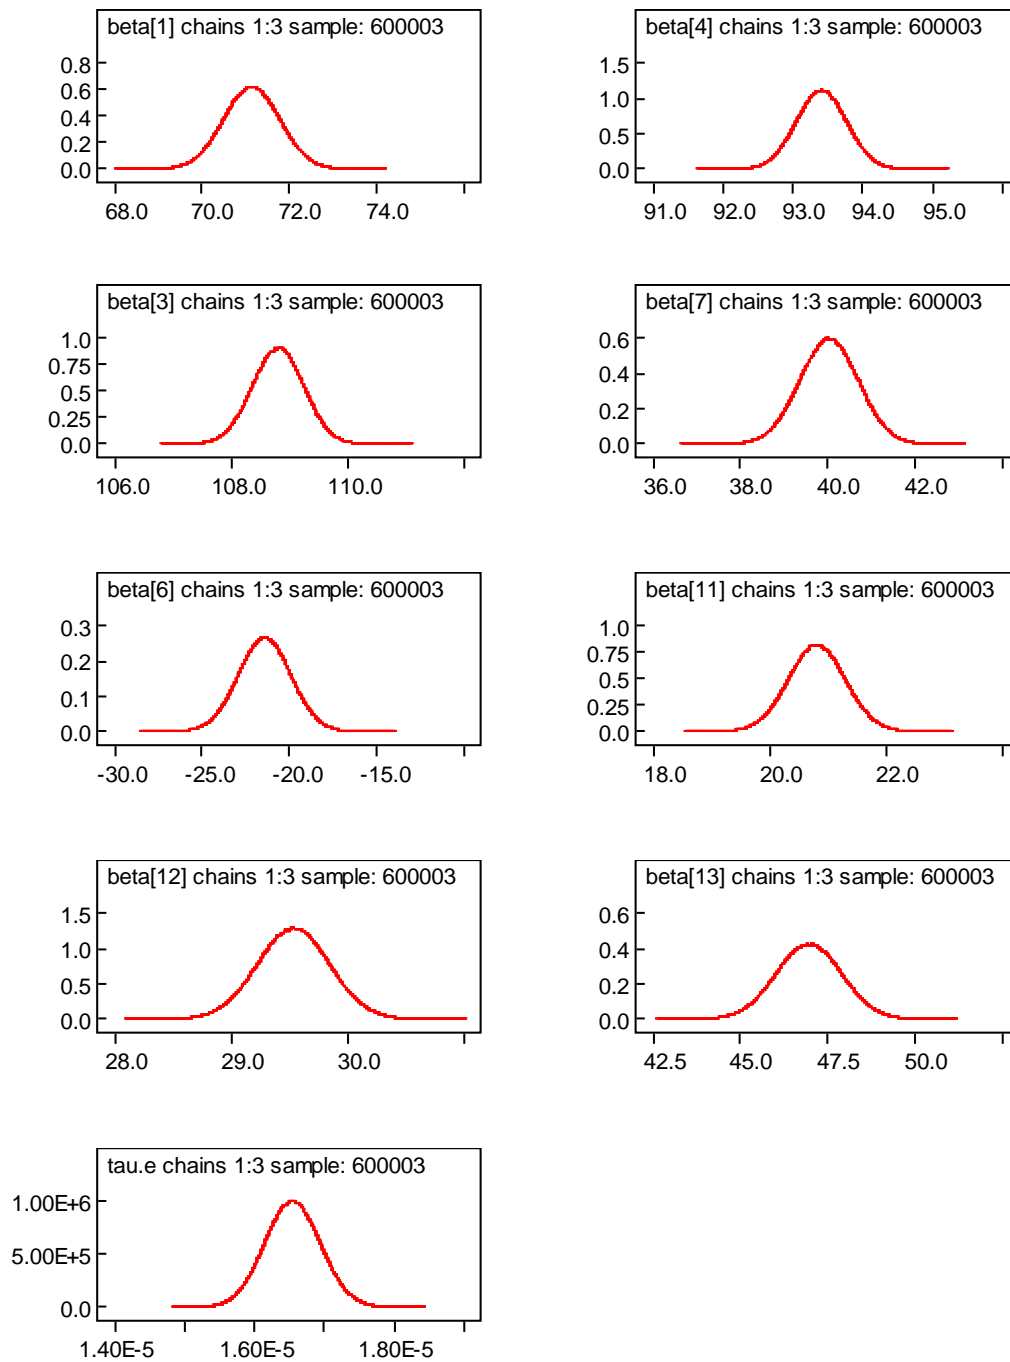 beta[1] chains 1:3 sample: 600003
0.8
0.6
0.4
0.2
0.0
68.0 70.0 72.0 74.0
beta[4] chains 1:3 sample: 600003
1.5
1.0
0.5
0.0
91.0 92.0 93.0 94.0 95.0
beta[3] chains 1:3 sample: 600003
1.0
0.75
0.5
0.25
0.0
106.0 108.0 110.0
beta[7] chains 1:3 sample: 600003
0.6
0.4
0.2
0.0
36.0 38.0 40.0 42.0
beta[6] chains 1:3 sample: 600003
0.3
0.2
0.1
0.0
-30.0 -25.0 -20.0 -15.0
beta[11] chains 1:3 sample: 600003
1.0
0.75
0.5
0.25
0.0
18.0 20.0 22.0
beta[12] chains 1:3 sample: 600003
1.5
1.0
0.5
0.0
28.0 29.0 30.0
beta[13] chains 1:3 sample: 600003
0.6
0.4
0.2
0.0
42.5 45.0 47.5 50.0
tau.e chains 1:3 sample: 600003
1.00E+6
5.00E+5
0.0
1.40E-5 1.60E-5 1.80E-5